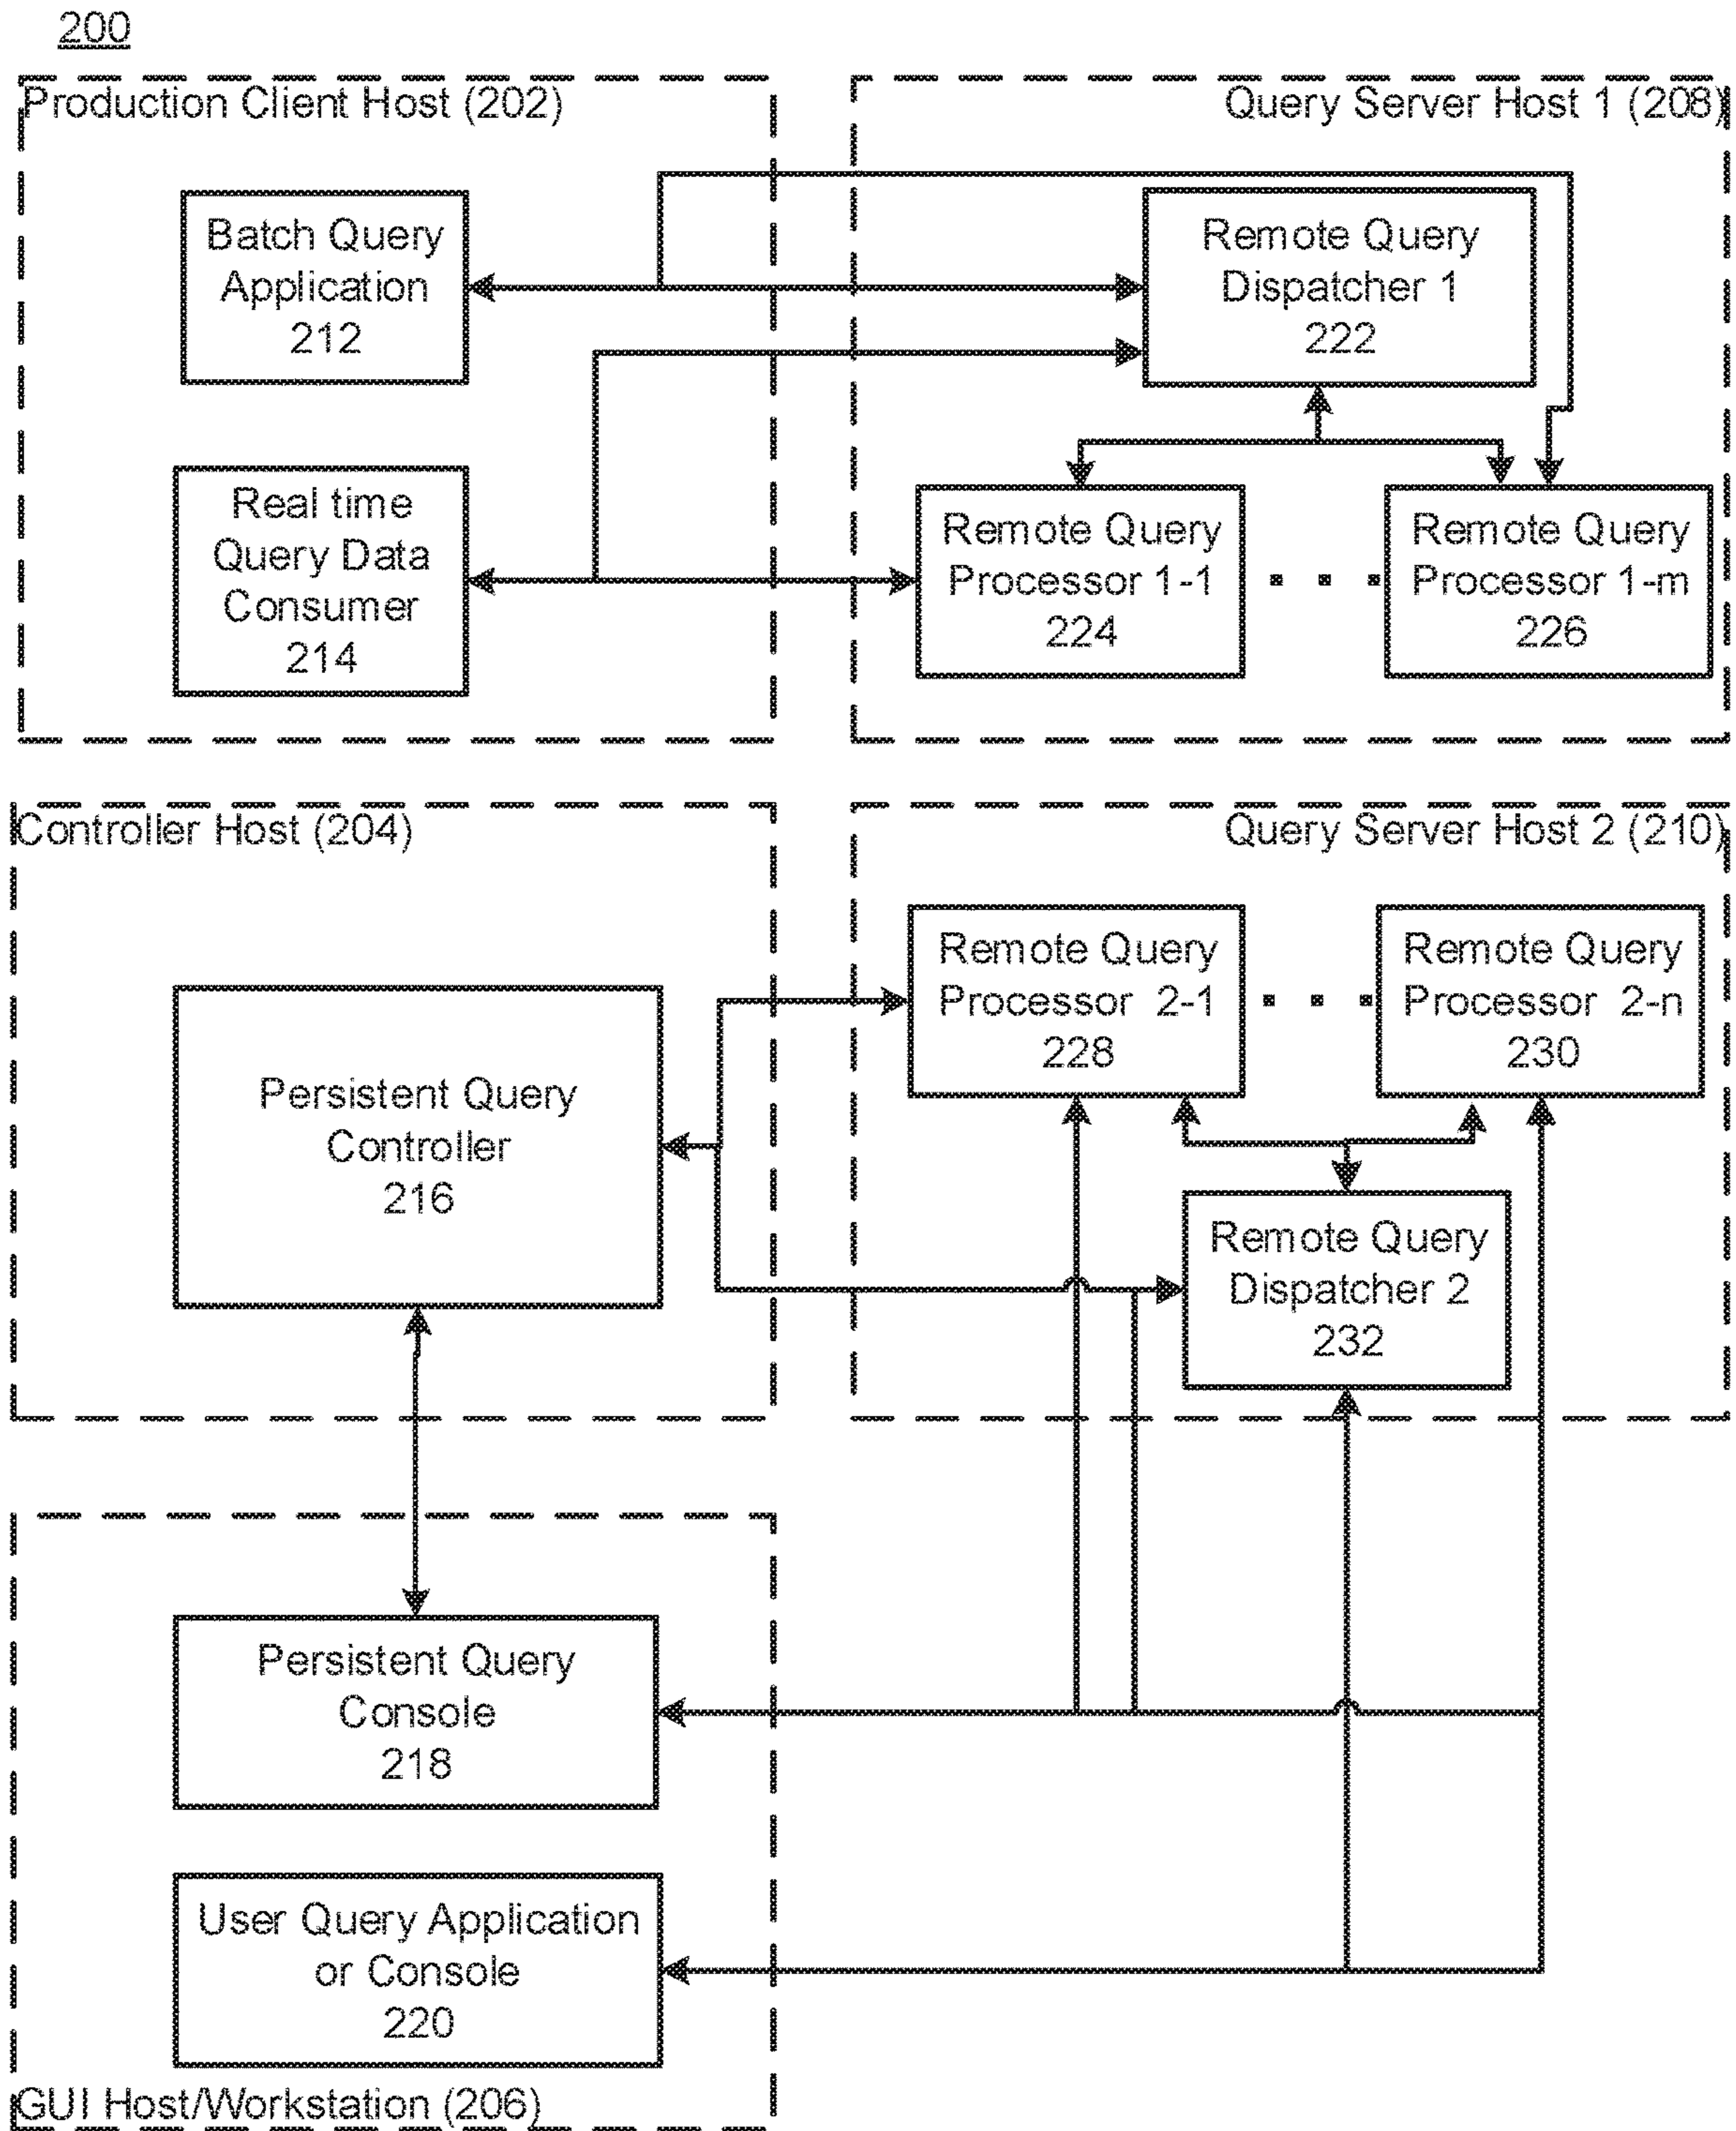 200
Production Client Host (202)
Query Server Host 1 (208)
Batch Query
Application
212
Remote Query
Dispatcher 1
222
Real time
Query Data
Consumer
214
Remote Query
Processor 1-1
224
Remote Query
Processor 1-m
226
Controller Host (204)
Query Server Host 2 (210)
Remote Query
Processor 2-1
228
Remote Query
Processor 2-n
230
Persistent Query
Controller
216
Remote Query
Dispatcher 2
232
Persistent Query
Console
218
User Query Application
or Console
220
GUI Host/Workstation (206)